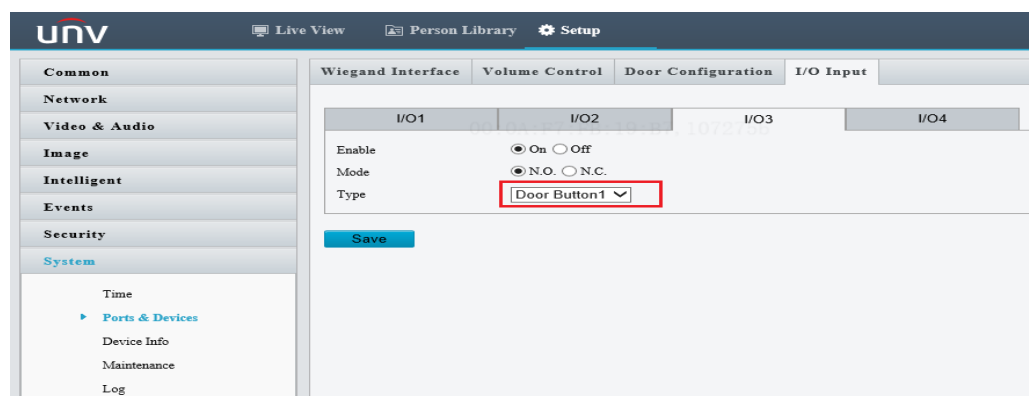 unv
Live View Person Library Setup
Common
Network
Video & Audio
Image
Intelligent
Events
Security
System
Time
Ports & Devices
Device Info
Maintenance
Log
Wiegand Interface Volume Control Door Configuration I/O Input
I/O1 I/O2 I/O3 I/O4
Enable On Off
Mode N.O. N.C.
Type Door Button1
Save